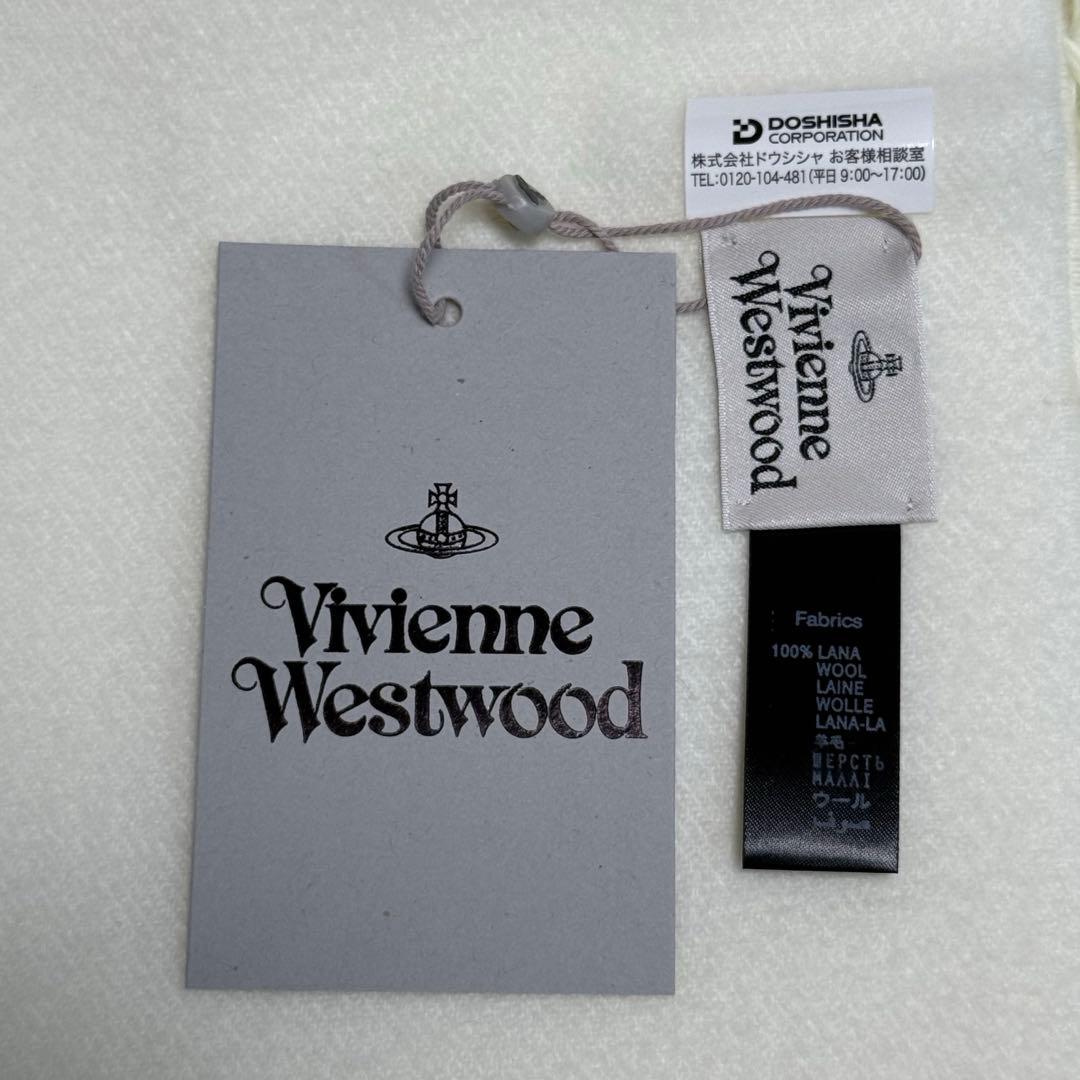 DOSHISHA
CORPORATION
株式会社ドウシシャ お客様相談室
TEL:0120-104-481(平日 9:00〜17:00)
Vivienne
Westwood
Vivienne
Westwood
Fabrics
100% LANA
WOOL
LAINE
WOLLE
LANA-LA
羊毛
ШЕРСТЬ
ΜΑΛΛΙ
ウール
صوف